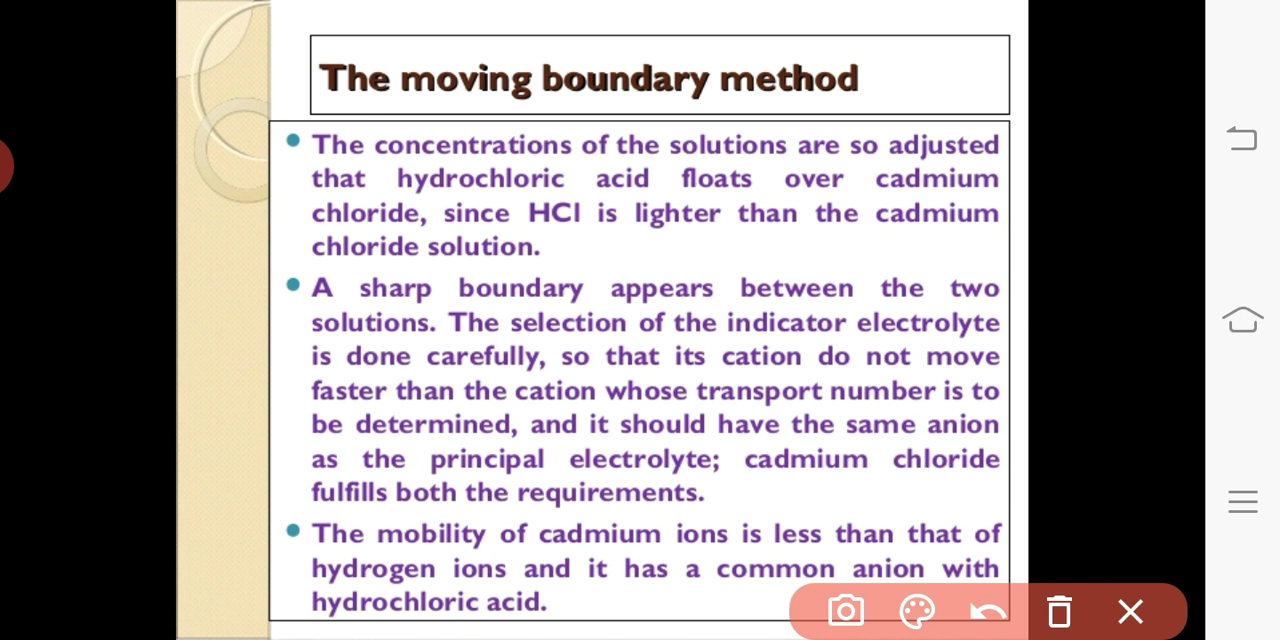 The moving boundary method
The concentrations of the solutions are so adjusted
that hydrochloric acid floats over cadmium
chloride, since HCl is lighter than the cadmium
chloride solution.
A sharp boundary appears between the two
solutions. The selection of the indicator electrolyte
is done carefully, so that its cation do not move
faster than the cation whose transport number is to
be determined, and it should have the same anion
as the principal electrolyte; cadmium chloride
fulfills both the requirements.
The mobility of cadmium ions is less than that of
hydrogen ions and it has a common anion with
hydrochloric acid.